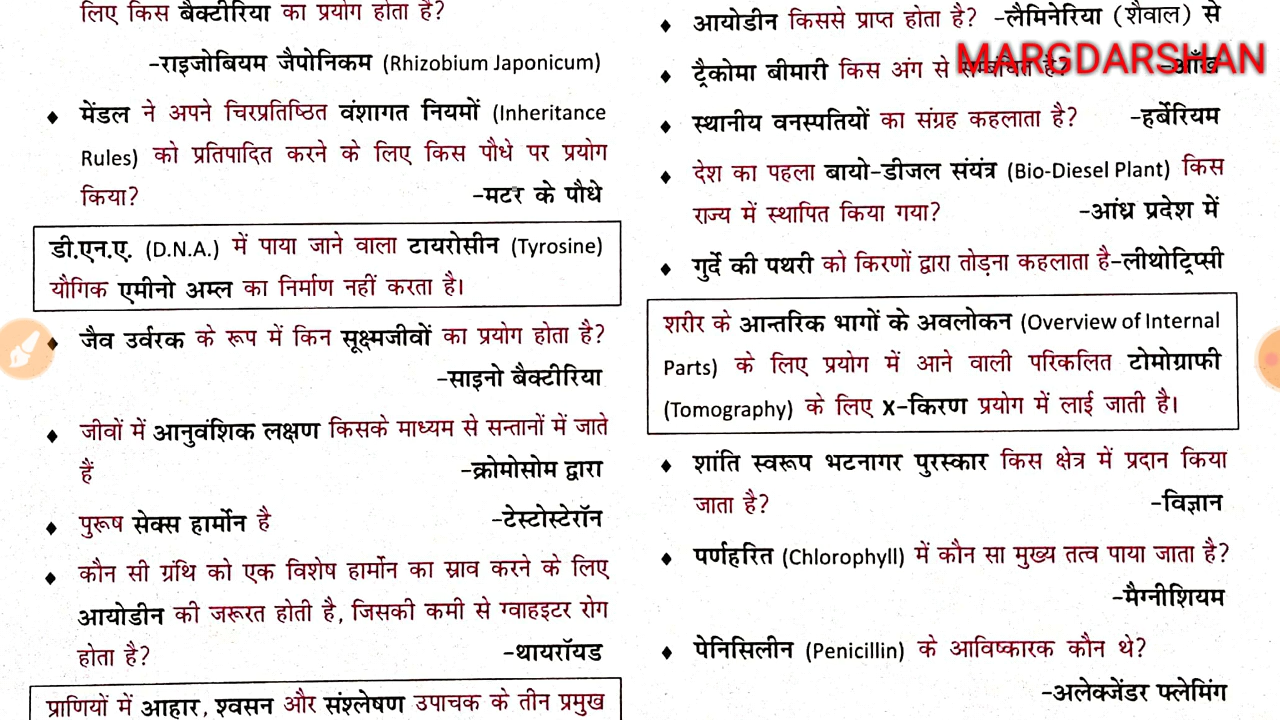 लिए किस बैक्टीरिया का प्रयोग होता है?
-राइजोबियम जैपोनिकम (Rhizobium Japonicum)
♦ मेंडल ने अपने चिरप्रतिष्ठित वंशागत नियमों (Inheritance
Rules) को प्रतिपादित करने के लिए किस पौधे पर प्रयोग
किया? -मटर के पौधे
डी.एन.ए. (D.N.A.) में पाया जाने वाला टायरोसीन (Tyrosine)
यौगिक एमीनो अम्ल का निर्माण नहीं करता है।
♦ जैव उर्वरक के रूप में किन सूक्ष्मजीवों का प्रयोग होता है?
-साइनो बैक्टीरिया
♦ जीवों में आनुवंशिक लक्षण किसके माध्यम से सन्तानों में जाते
हैं -क्रोमोसोम द्वारा
♦ पुरूष सेक्स हार्मोन है -टेस्टोस्टेरॉन
♦ कौन सी ग्रंथि को एक विशेष हार्मोन का स्राव करने के लिए
आयोडीन की जरूरत होती है, जिसकी कमी से ग्वाइटर रोग
होता है? -थायरॉयड
प्राणियों में आहार, श्वसन और संश्लेषण उपाचक के तीन प्रमुख
♦ आयोडीन किससे प्राप्त होता है? -लैमिनेरिया (शैवाल) से
MARGDARSHAN
♦ ट्रैकोमा बीमारी किस अंग से सम्बंधित है? -आँख
♦ स्थानीय वनस्पतियों का संग्रह कहलाता है? -हर्बेरियम
♦ देश का पहला बायो-डीजल संयंत्र (Bio-Diesel Plant) किस
राज्य में स्थापित किया गया? -आंध्र प्रदेश में
♦ गुर्दे की पथरी को किरणों द्वारा तोड़ना कहलाता है-लीथोट्रिप्सी
शरीर के आन्तरिक भागों के अवलोकन (Overview of Internal
Parts) के लिए प्रयोग में आने वाली परिकलित टोमोग्राफी
(Tomography) के लिए X-किरण प्रयोग में लाई जाती है।
♦ शांति स्वरूप भटनागर पुरस्कार किस क्षेत्र में प्रदान किया
जाता है? -विज्ञान
♦ पर्णहरित (Chlorophyll) में कौन सा मुख्य तत्व पाया जाता है?
-मैग्नीशियम
♦ पेनिसिलीन (Penicillin) के आविष्कारक कौन थे?
-अलेक्जेंडर फ्लेमिंग